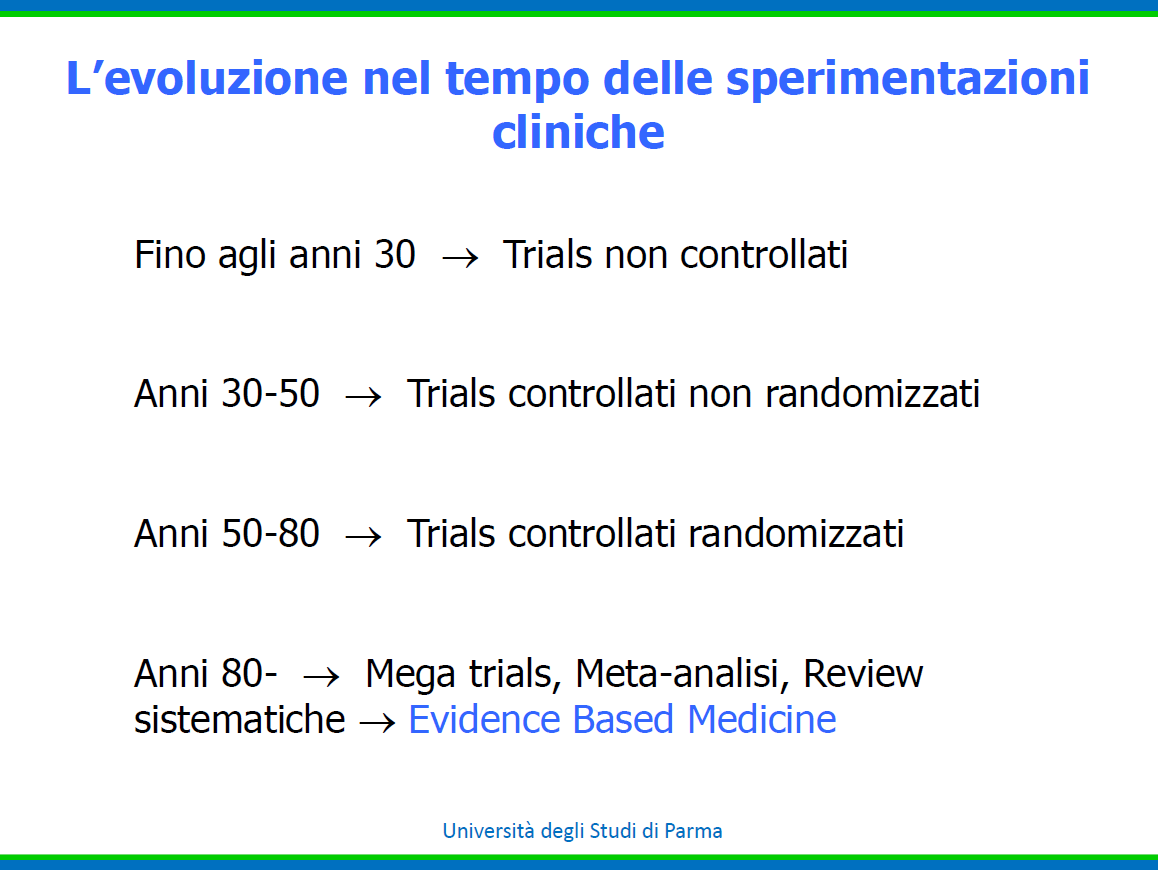 L’evoluzione nel tempo delle sperimentazioni
cliniche
Fino agli anni 30 → Trials non controllati
Anni 30-50 → Trials controllati non randomizzati
Anni 50-80 → Trials controllati randomizzati
Anni 80- → Mega trials, Meta-analisi, Review
sistematiche → Evidence Based Medicine
Università degli Studi di Parma